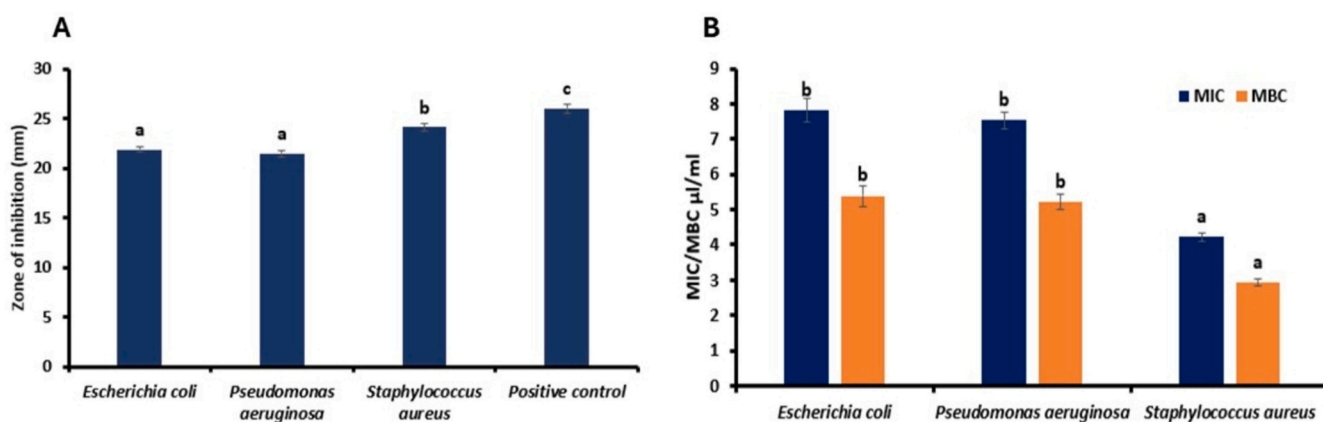 A
Zone of inhibition (mm)
30
25
20
15
10
5
0
a
a
b
c
Escherichia coli
Pseudomonas
aeruginosa
Staphylococcus
aureus
Positive control
B
MIC/MBC µl/ml
9
8
7
6
5
4
3
2
1
0
b
b
b
b
a
a
MIC
MBC
Escherichia coli
Pseudomonas aeruginosa
Staphylococcus aureus